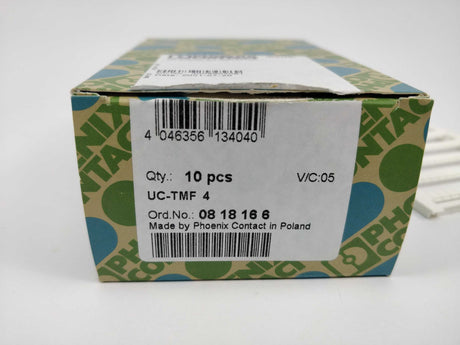 4 046356 134040
Qty.: 10 pcs V/C:05
UC-TMF 4
Ord.No.: 08 18 16 6
Made by Phoenix Contact in Poland
PHOENIX
CONTACT